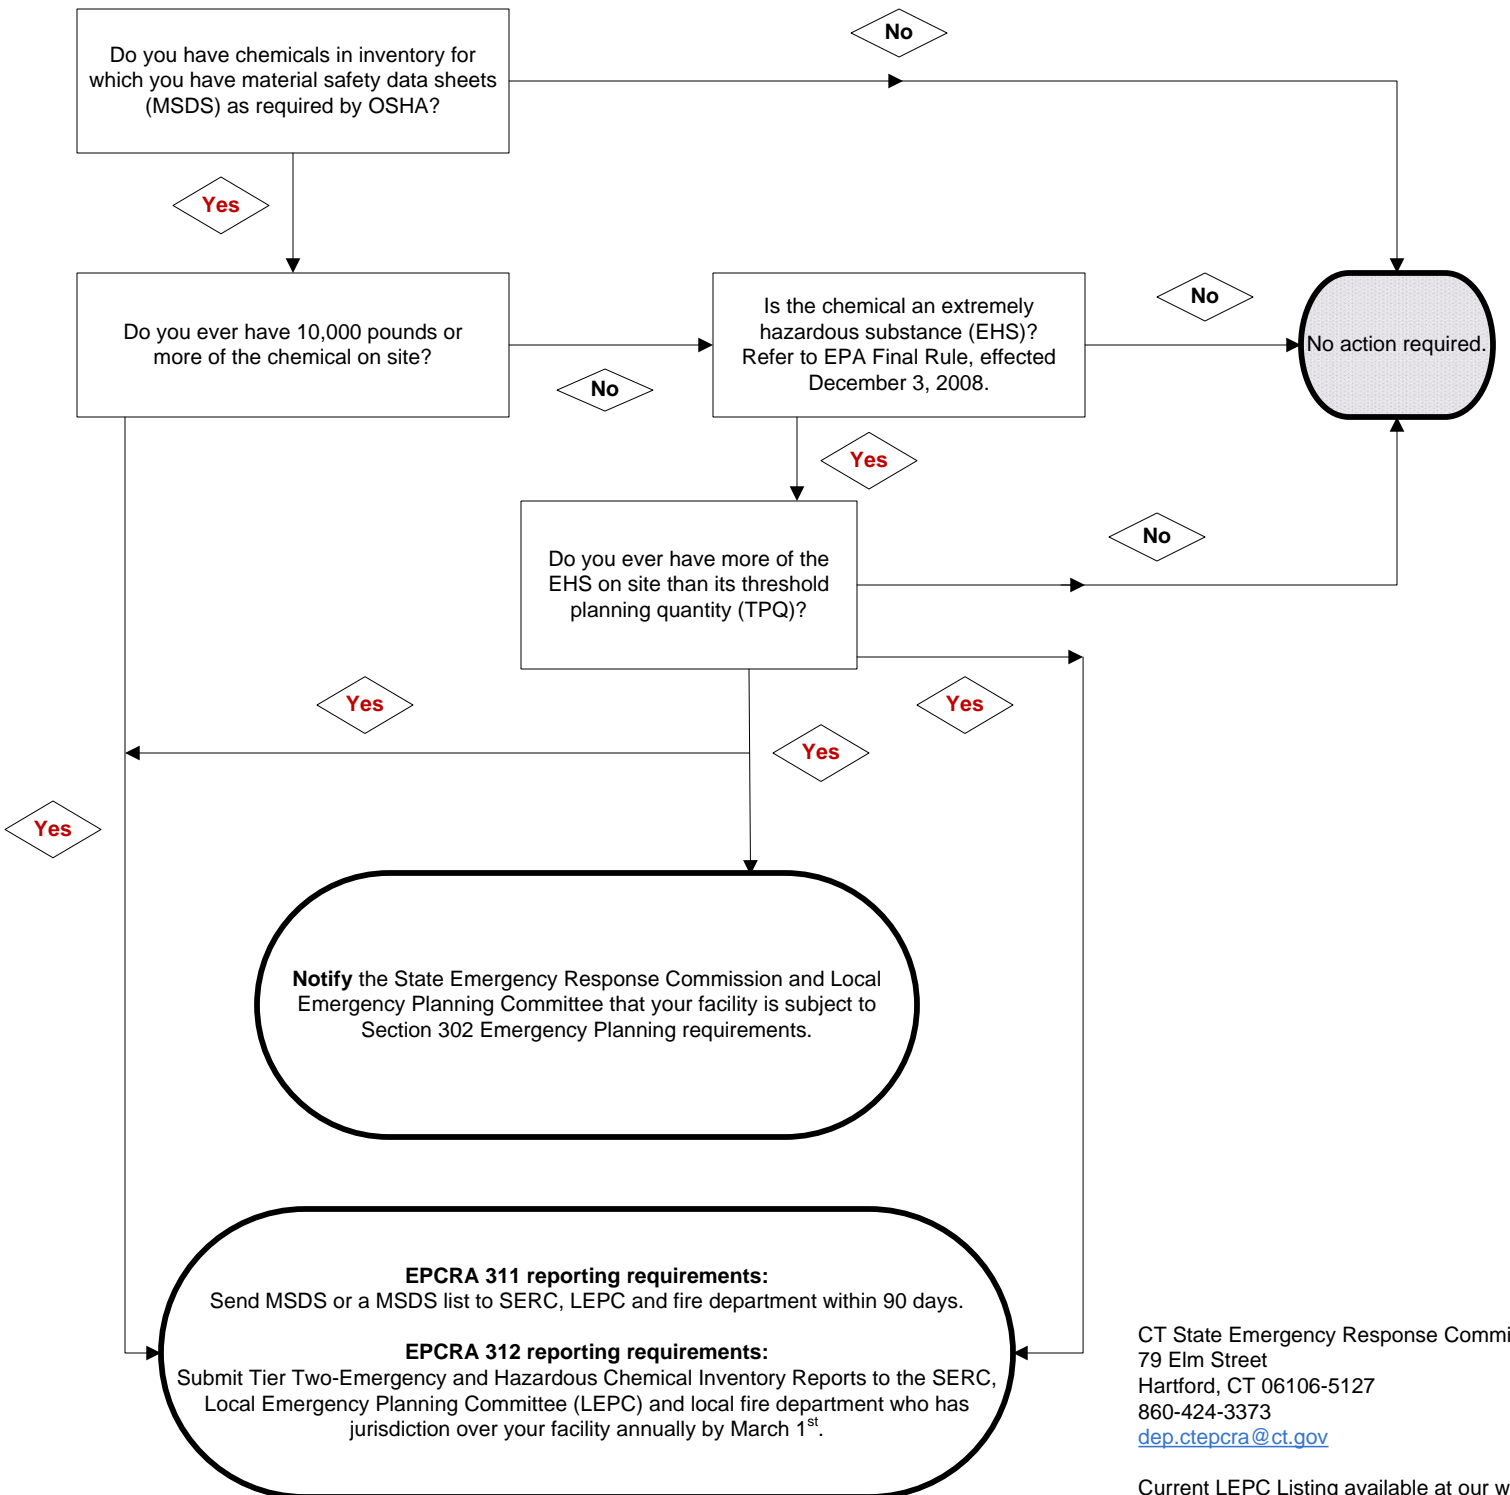 Do you have chemicals in inventory for
which you have material safety data sheets
(MSDS) as required by OSHA?
No
Yes
Do you ever have 10,000 pounds or
more of the chemical on site?
No
Is the chemical an extremely
hazardous substance (EHS)?
Refer to EPA Final Rule, effected
December 3, 2008.
No
No action required.
Yes
Do you ever have more of the
EHS on site than its threshold
planning quantity (TPQ)?
No
Yes
Yes
Yes
Yes
Notify the State Emergency Response Commission and Local
Emergency Planning Committee that your facility is subject to
Section 302 Emergency Planning requirements.
EPCRA 311 reporting requirements:
Send MSDS or a MSDS list to SERC, LEPC and fire department within 90 days.
EPCRA 312 reporting requirements:
Submit Tier Two-Emergency and Hazardous Chemical Inventory Reports to the SERC,
Local Emergency Planning Committee (LEPC) and local fire department who has
jurisdiction over your facility annually by March 1st.
CT State Emergency Response
79 Elm Street
Hartford, CT 06106-5127
860-424-3373
dep.ctepcra@ct.gov
Current LEPC Listing available at our